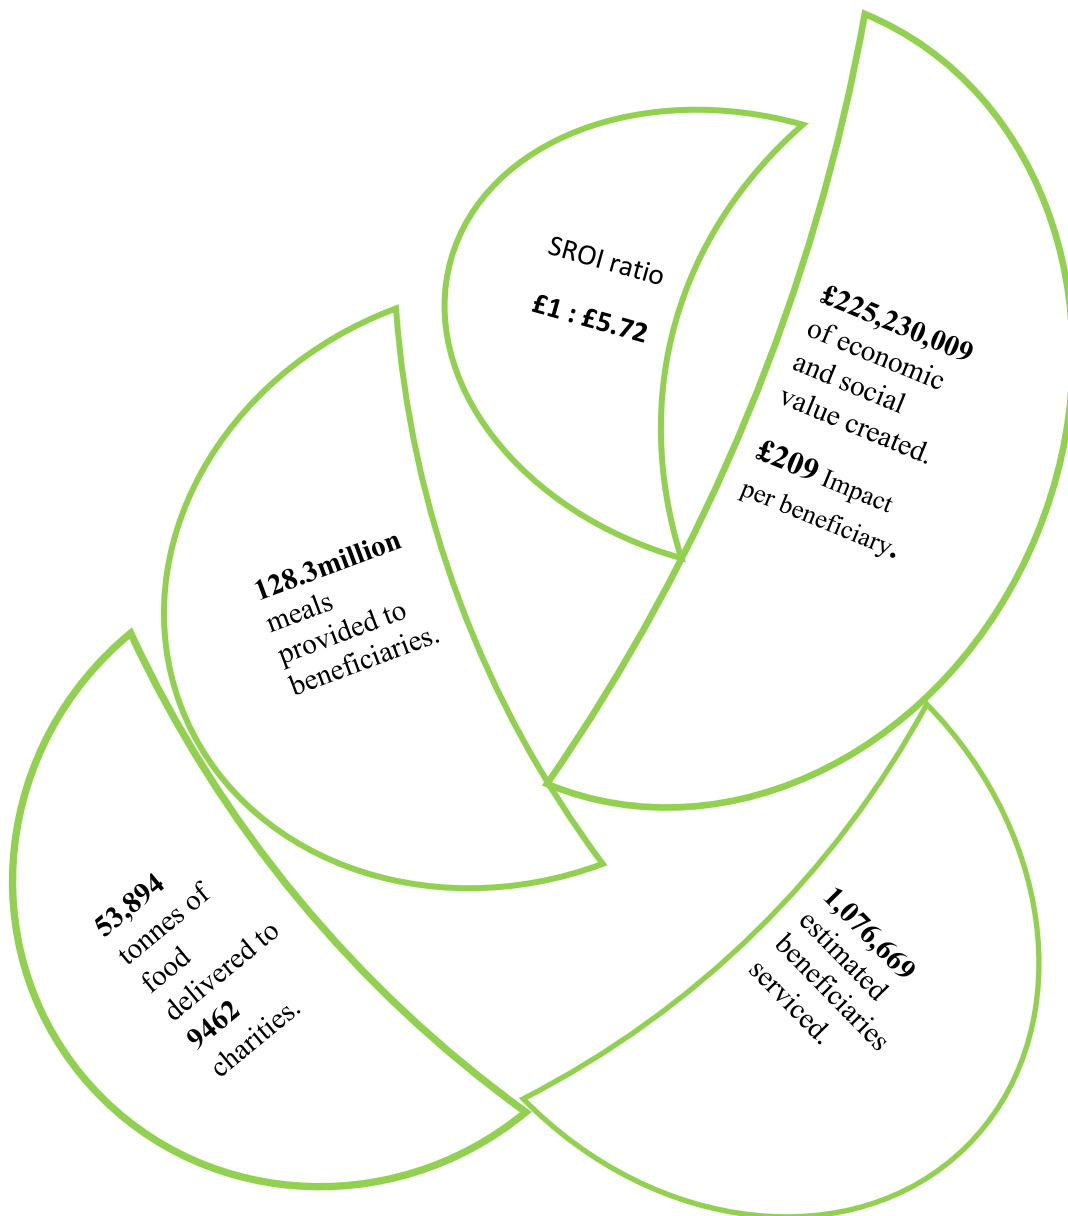 SROI ratio
£1 : £5.72
£225,230,009
of economic
and social
value created.
£209 Impact
per beneficiary.
128.3million
meals
provided to
beneficiaries.
53,894
tonnes of
food
delivered to
9462
charities.
1,076,669
estimated
beneficiaries
serviced.